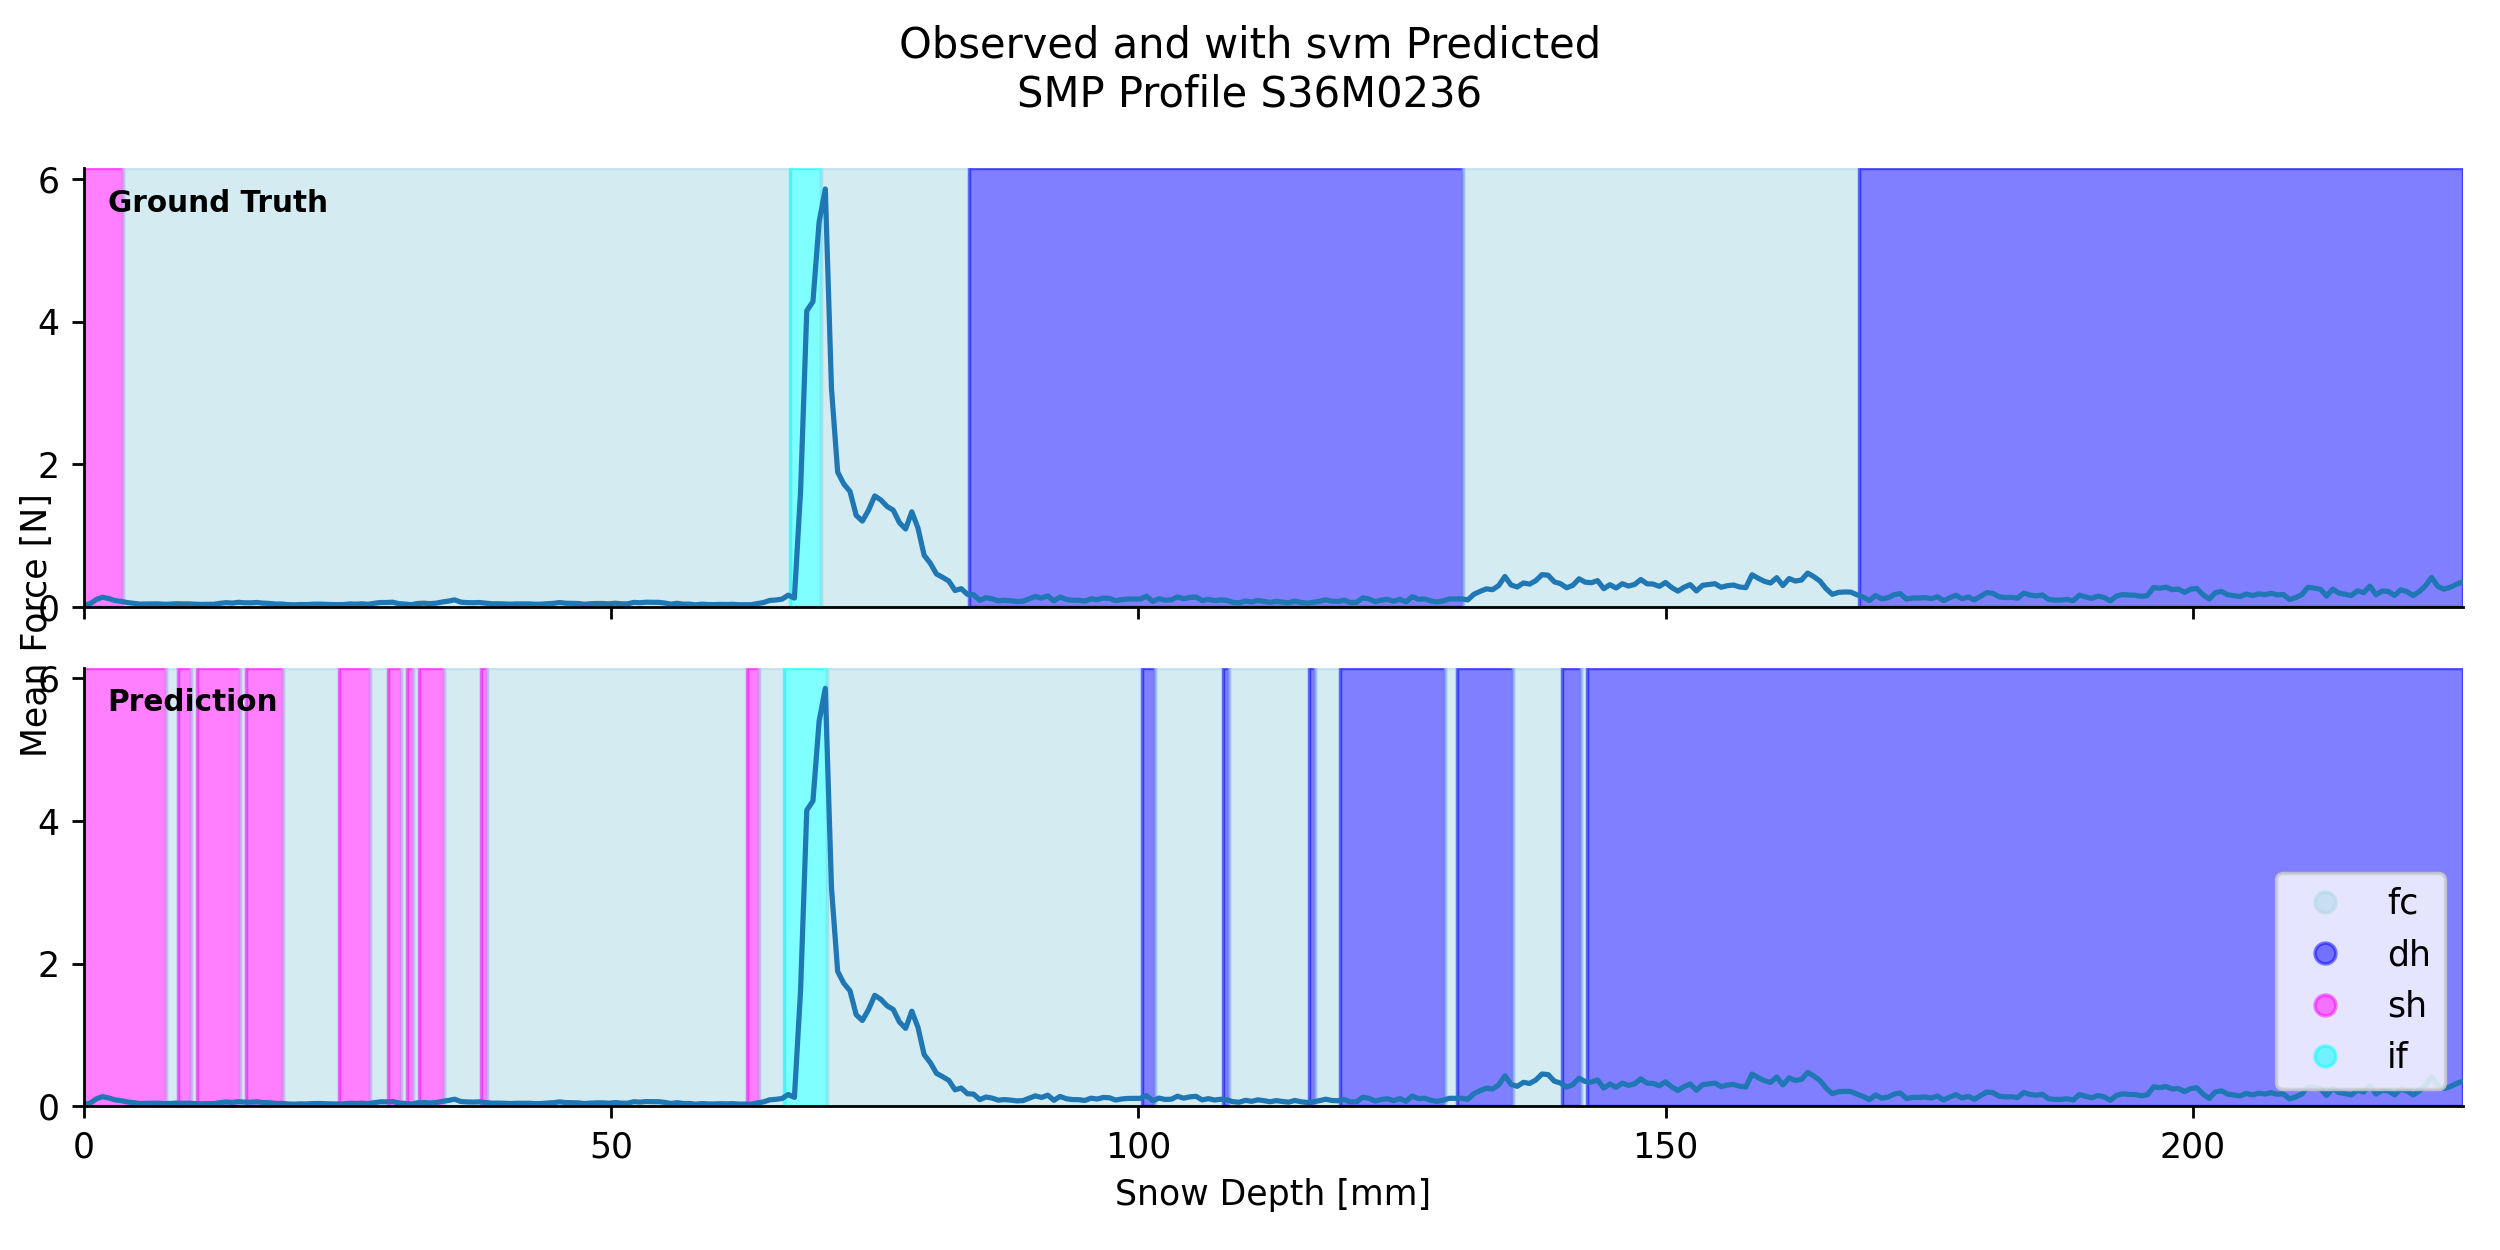 Observed and with svm Predicted
SMP Profile S36M0236
Mean Force [N]
6
4
2
0
Ground Truth
6
4
2
0
Prediction
fc
dh
sh
if
0 50 100 150 200
Snow Depth [mm]